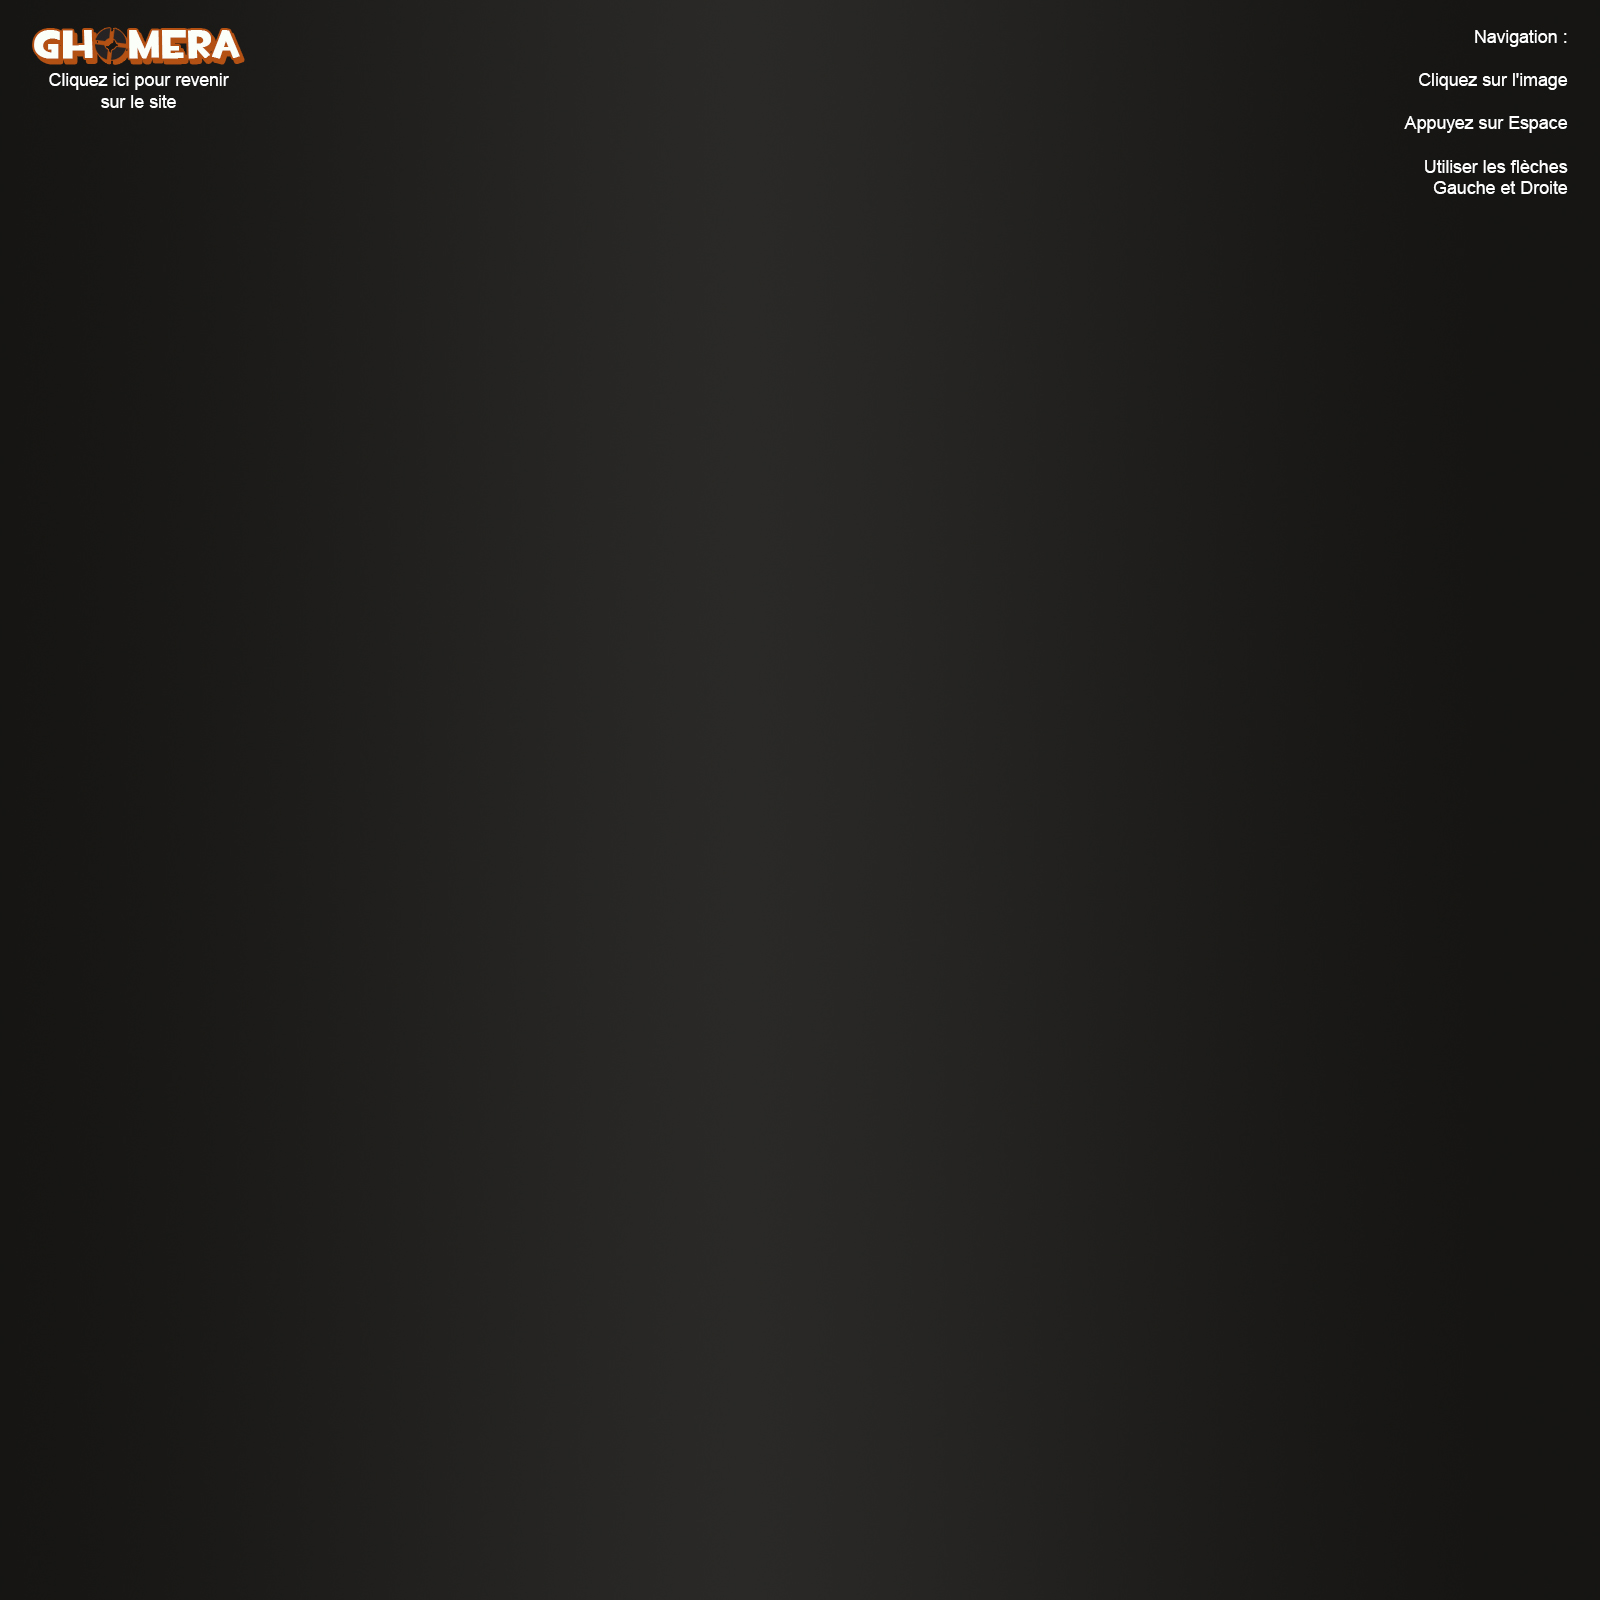 GHOMERA
Cliquez ici pour revenir
sur le site
Navigation :
Cliquez sur l'image
Appuyez sur Espace
Utiliser les flèches
Gauche et Droite